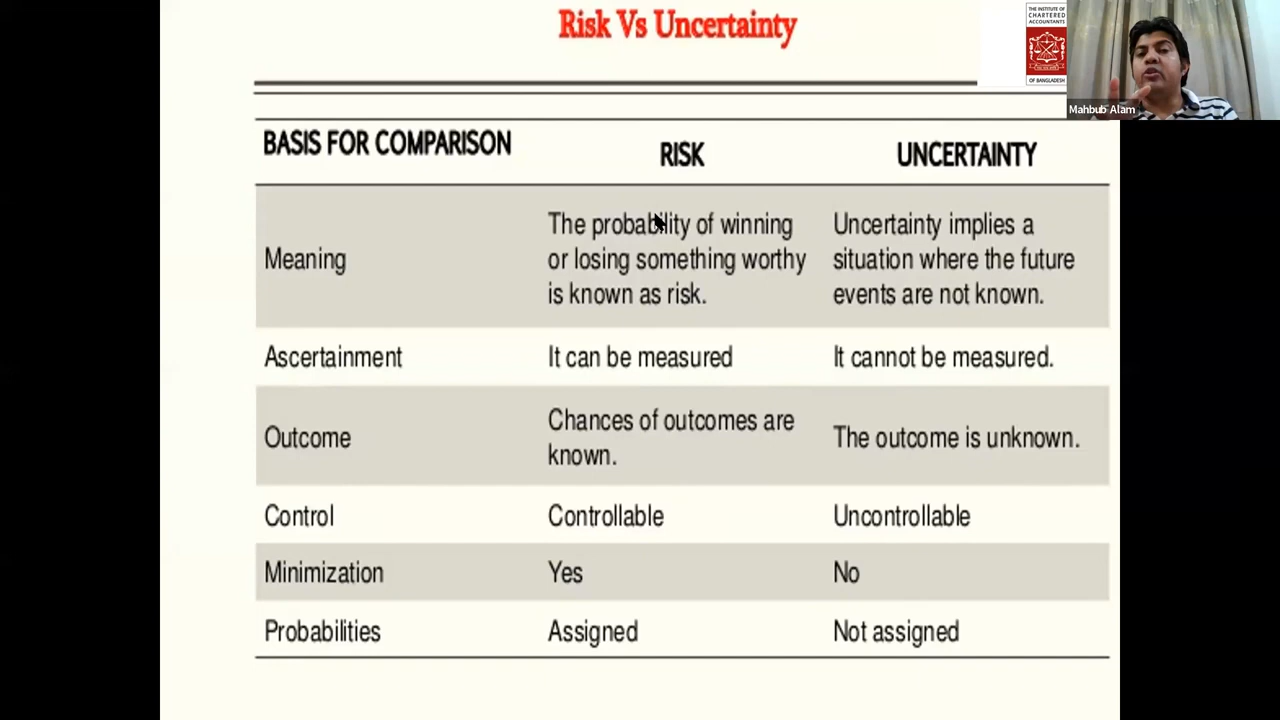 Risk Vs Uncertainty
THE INSTITUTE OF
CHARTERED
ACCOUNTANTS
OF BANGLADESH
Mahbub Alam
BASIS FOR COMPARISON RISK UNCERTAINTY
Meaning
The probability of winning
or losing something worthy
is known as risk.
Uncertainty implies a
situation where the future
events are not known.
Ascertainment It can be measured It cannot be measured.
Outcome
Chances of outcomes are
known.
The outcome is unknown.
Control Controllable Uncontrollable
Minimization Yes No
Probabilities Assigned Not assigned